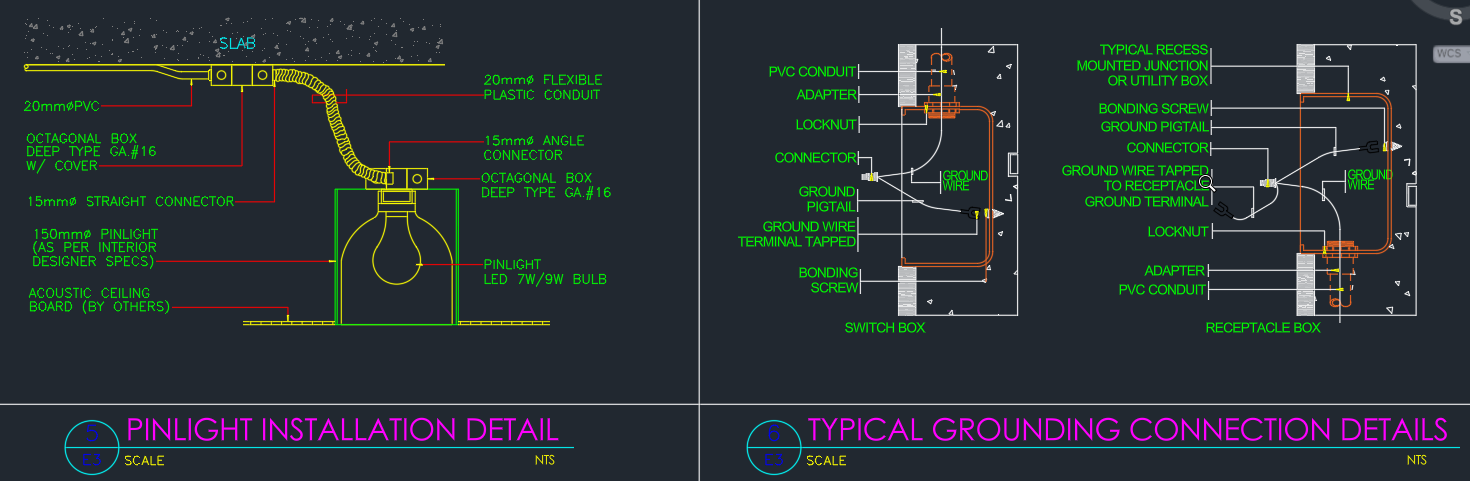 SLAB
20mmø FLEXIBLE
PLASTIC CONDUIT
20mmøPVC
OCTAGONAL BOX
DEEP TYPE GA.#16
W/ COVER
15mmø ANGLE
CONNECTOR
OCTAGONAL BOX
DEEP TYPE GA.#16
15mmø STRAIGHT CONNECTOR
150mmø PINLIGHT
(AS PER INTERIOR
DESIGNER SPECS)
PINLIGHT
LED 7W/9W BULB
ACOUSTIC CEILING
BOARD (BY OTHERS)
5
E3
PINLIGHT INSTALLATION DETAIL
SCALE
NTS
PVC CONDUIT
ADAPTER
LOCKNUT
CONNECTOR
GROUND
WIRE
GROUND
PIGTAIL
GROUND WIRE
TERMINAL TAPPED
BONDING
SCREW
SWITCH BOX
TYPICAL RECESS
MOUNTED JUNCTION
OR UTILITY BOX
BONDING SCREW
GROUND PIGTAIL
CONNECTOR
GROUND WIRE TAPPED
TO RECEPTACLE
GROUND TERMINAL
GROUND
WIRE
LOCKNUT
ADAPTER
PVC CONDUIT
RECEPTACLE BOX
6
E3
TYPICAL GROUNDING CONNECTION DETAILS
SCALE
NTS
S
WCS